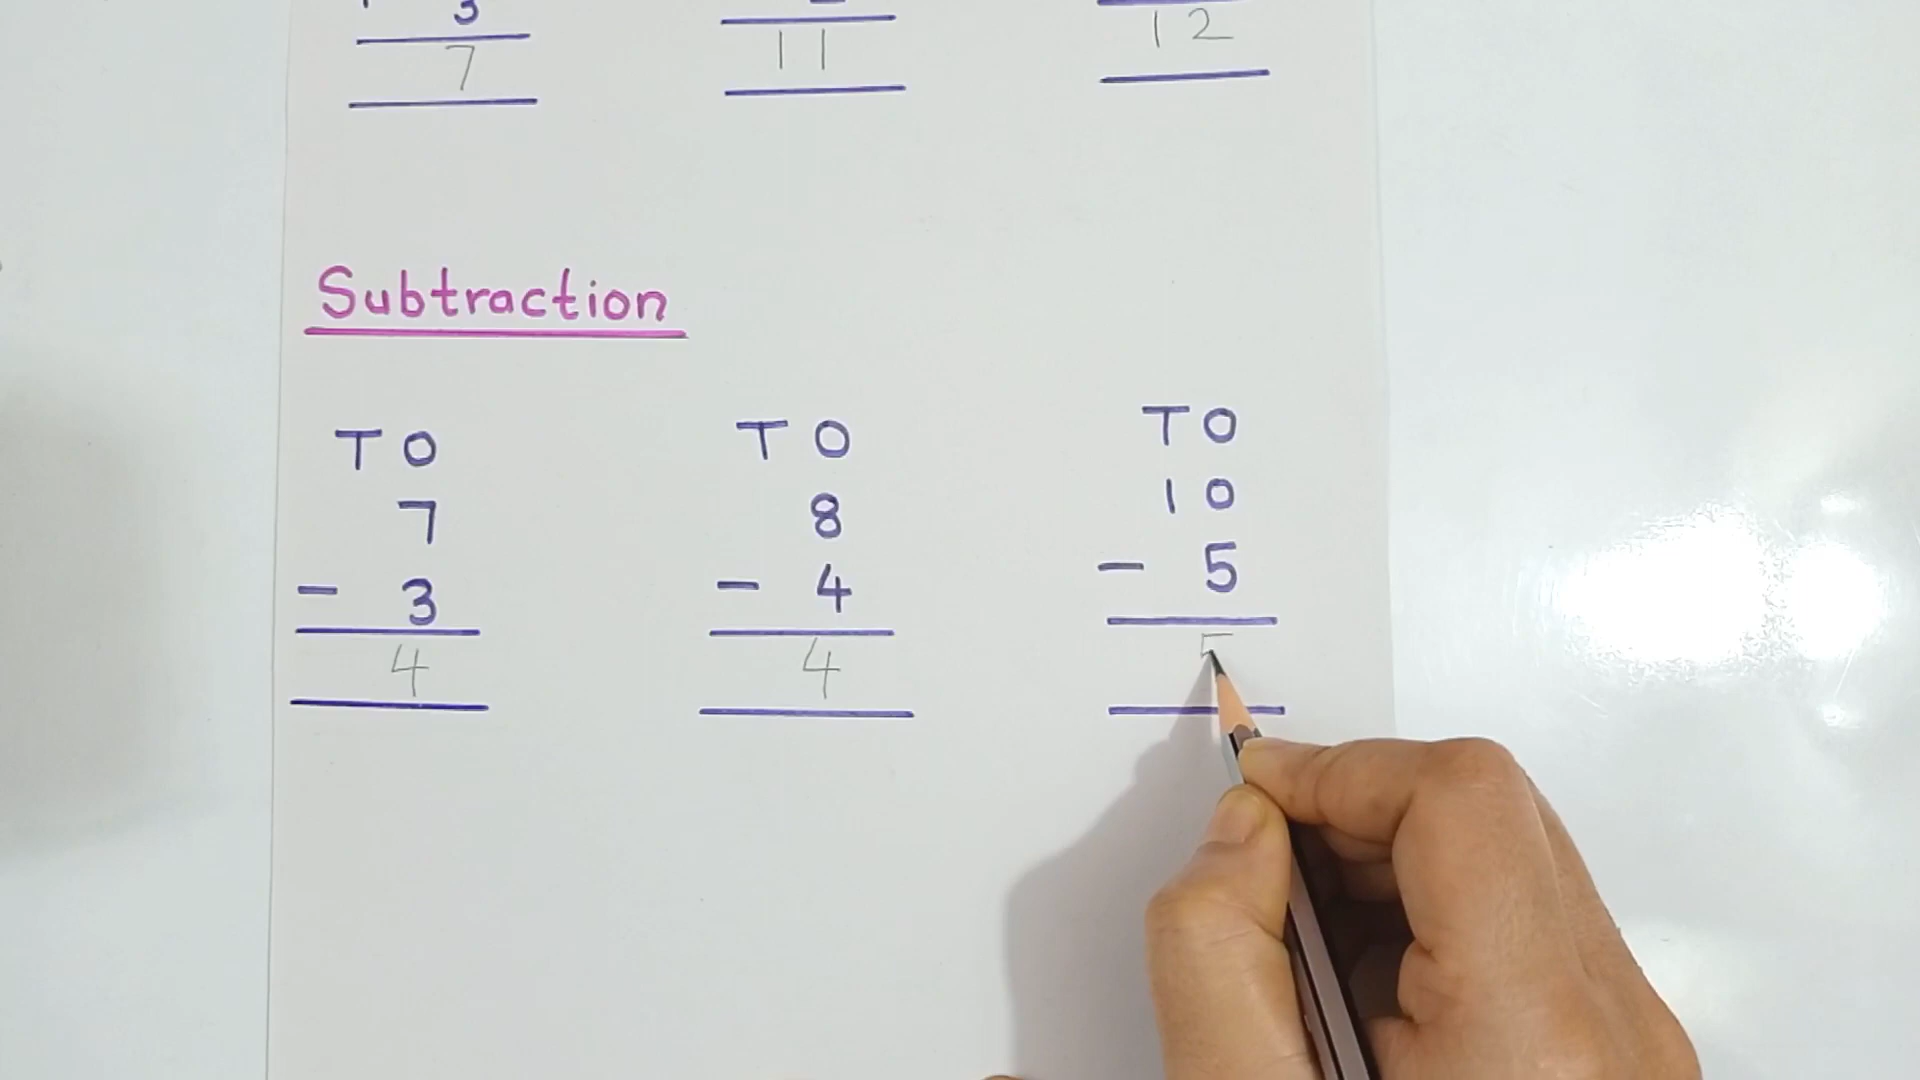 3
7 11 12
Subtraction
T O T O T O
7 8 10
- 3 - 4 - 5
4 4 5